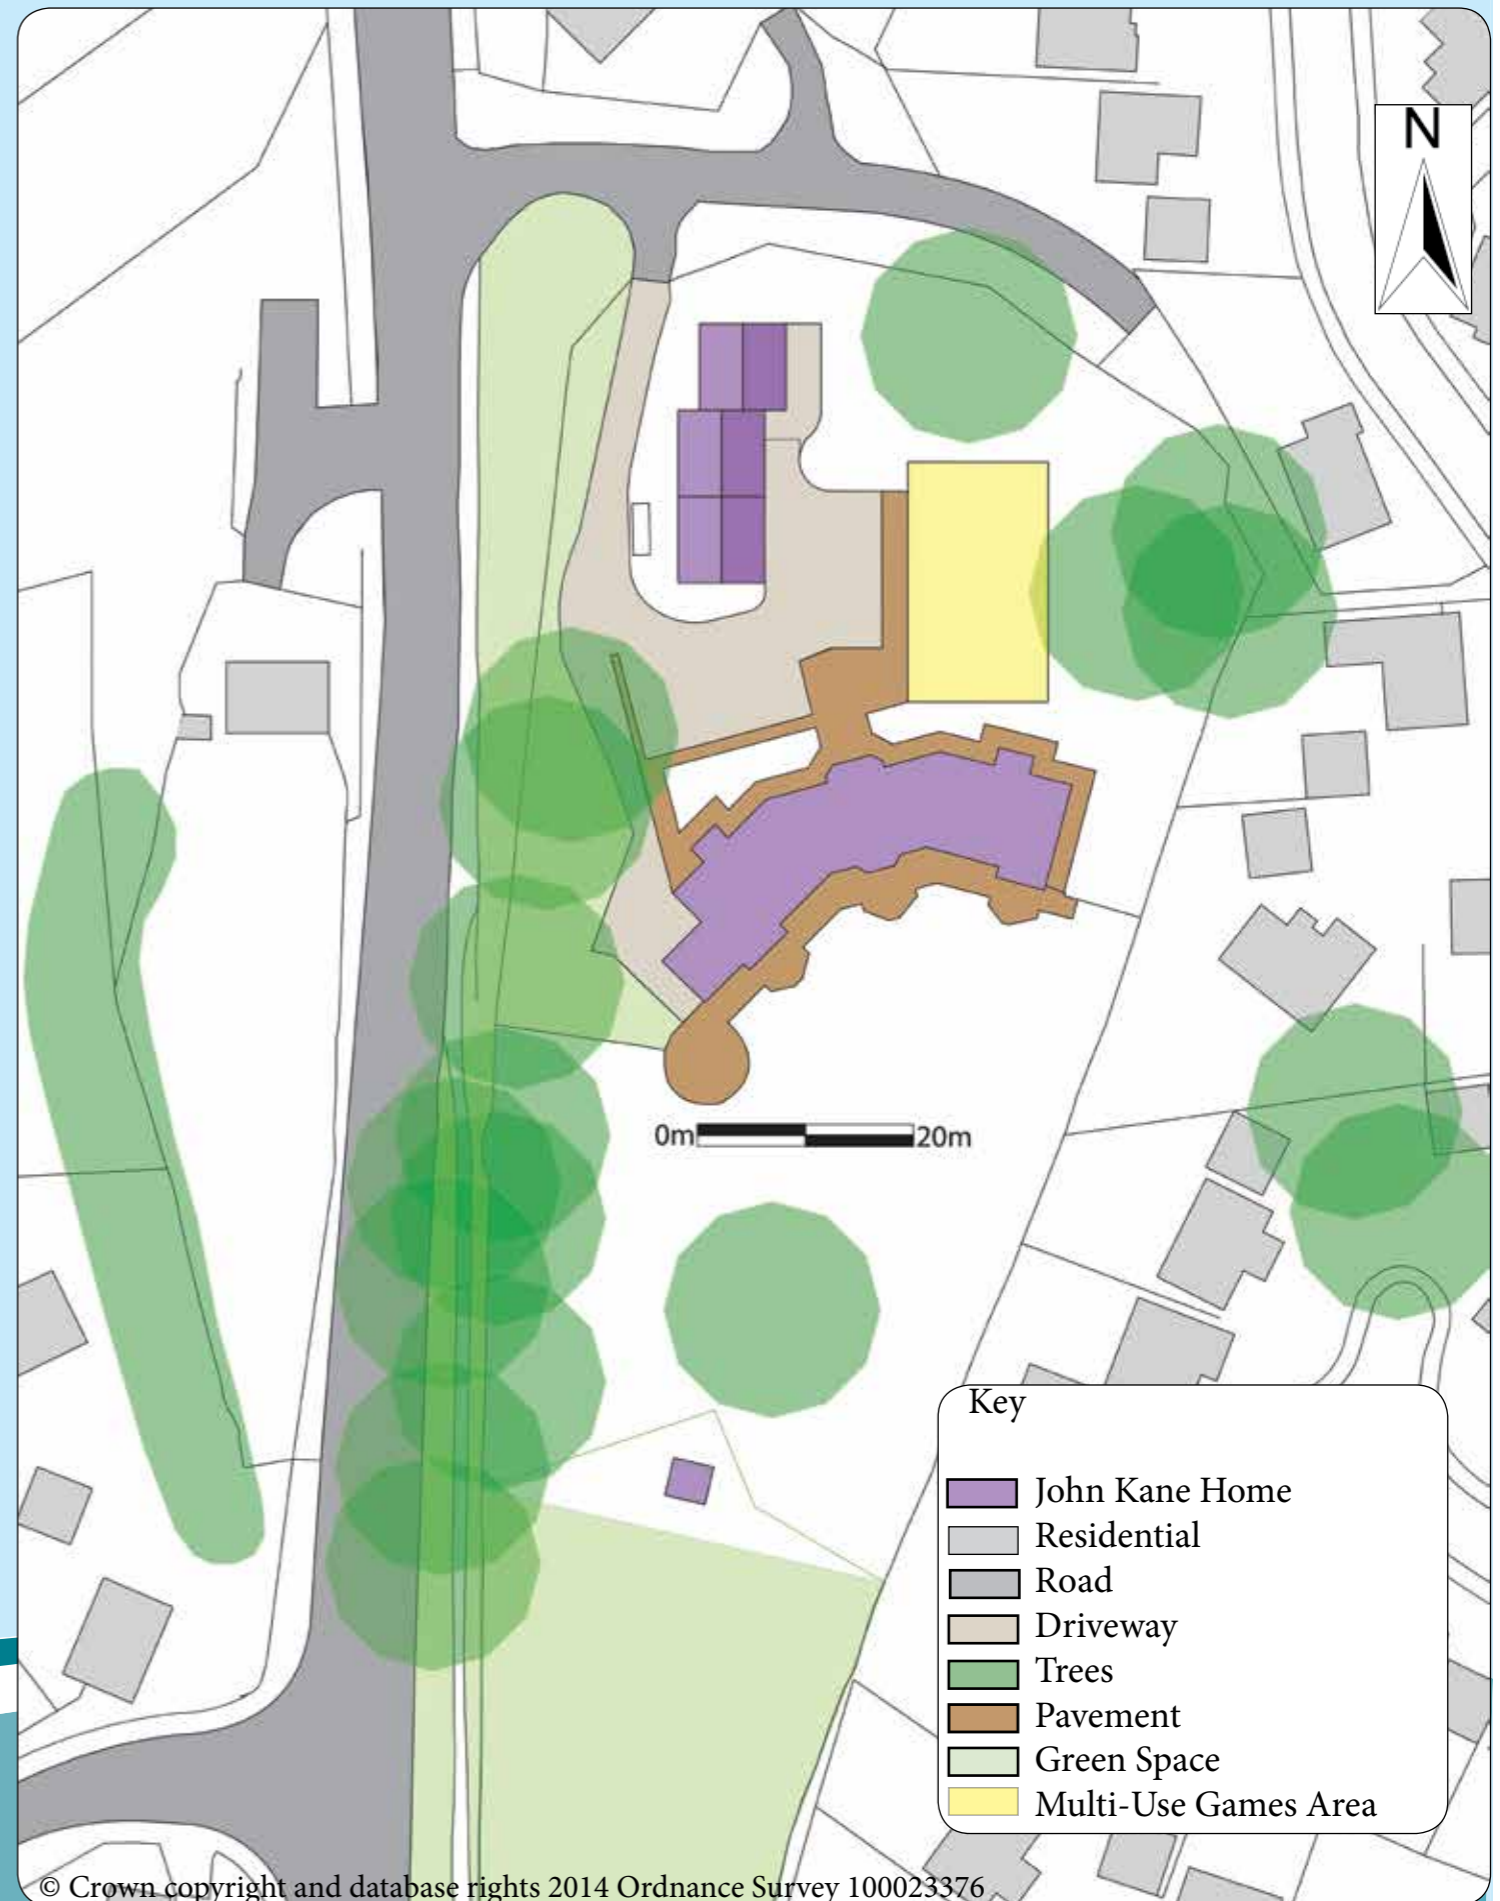 N
0m 20m
Key
John Kane Home
Residential
Road
Driveway
Trees
Pavement
Green Space
Multi-Use Games Area
© Crown copyright and database rights 2014 Ordnance Survey 100023376